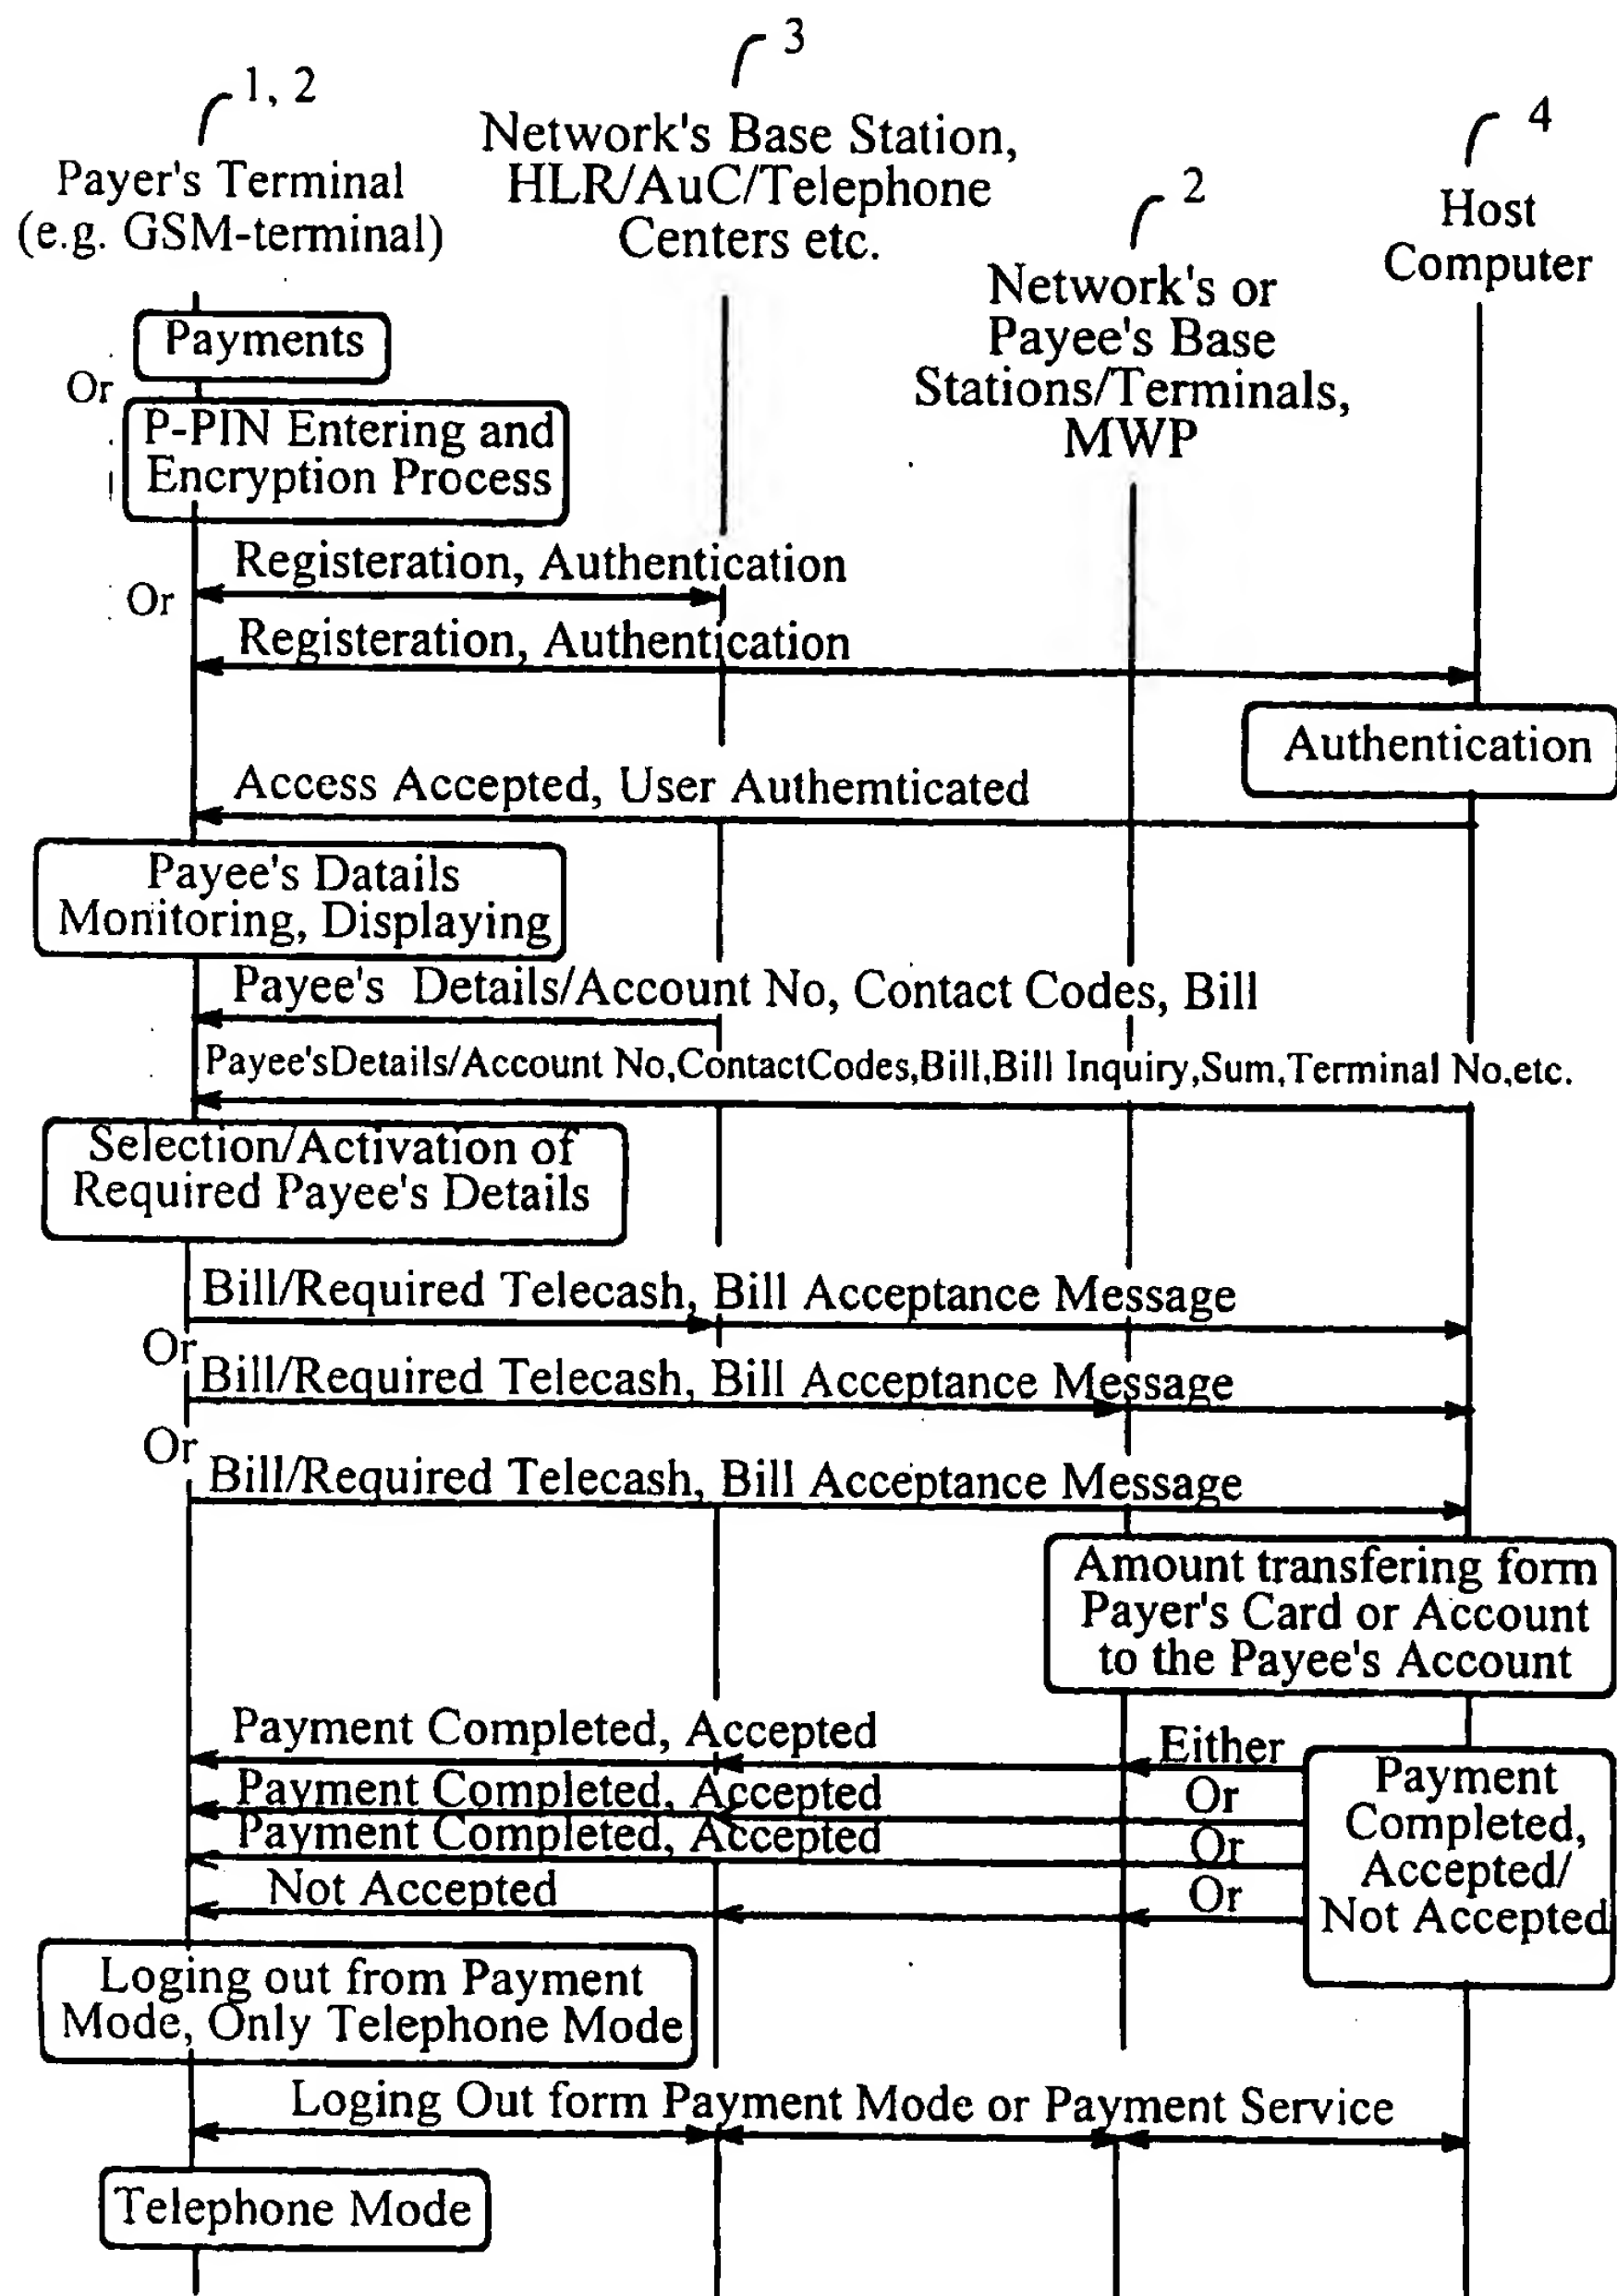 1, 2
Payer's Terminal
(e.g. GSM-terminal)
3
Network's Base Station,
HLR/AuC/Telephone
Centers etc.
2
Network's or
Payee's Base
Stations/Terminals,
MWP
4
Host
Computer
Payments
Or
P-PIN Entering and
Encryption Process
Registeration, Authentication
Or
Registeration, Authentication
Authentication
Access Accepted, User Authemticated
Payee's Datails
Monitoring, Displaying
Payee's Details/Account No, Contact Codes, Bill
Payee'sDetails/Account No,ContactCodes,Bill,Bill Inquiry,Sum,Terminal No,etc.
Selection/Activation of
Required Payee's Details
Bill/Required Telecash, Bill Acceptance Message
Or
Bill/Required Telecash, Bill Acceptance Message
Or
Bill/Required Telecash, Bill Acceptance Message
Amount transfering form
Payer's Card or Account
to the Payee's Account
Payment Completed, Accepted
Either
Payment Completed, Accepted
Or
Payment Completed, Accepted
Or
Not Accepted
Or
Payment
Completed,
Accepted/
Not Accepted
Loging out from Payment
Mode, Only Telephone Mode
Loging Out form Payment Mode or Payment Service
Telephone Mode